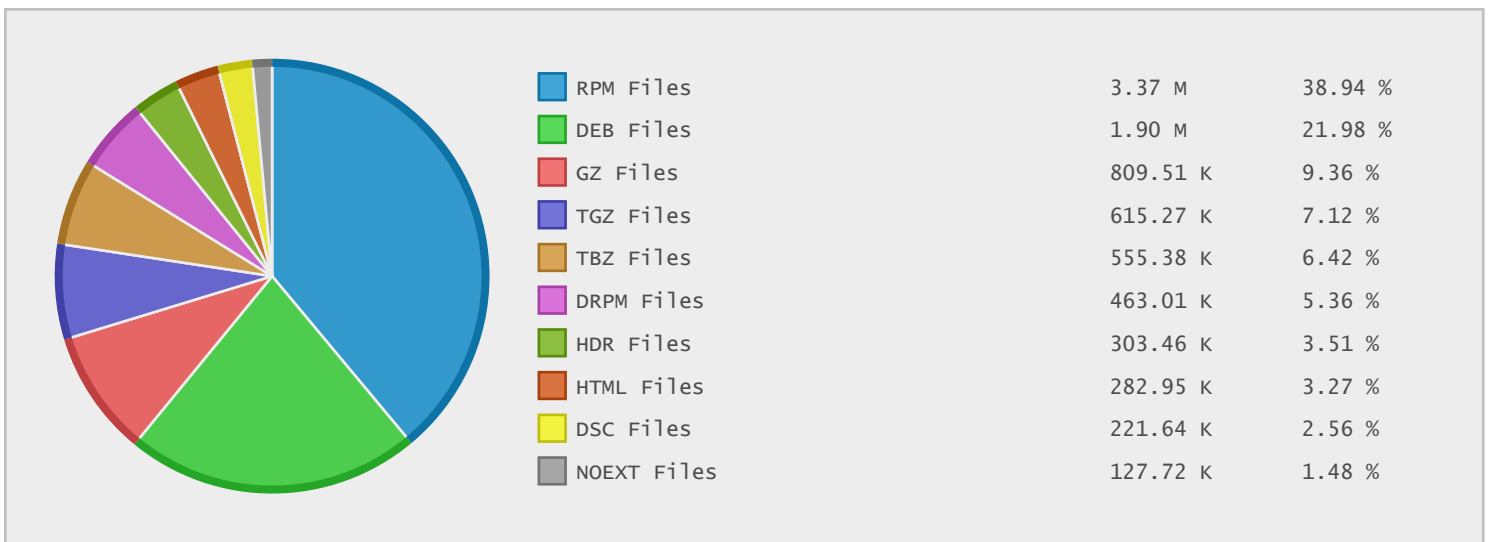 RPM Files 3.37 M 38.94 %
DEB Files 1.90 M 21.98 %
GZ Files 809.51 K 9.36 %
TGZ Files 615.27 K 7.12 %
TBZ Files 555.38 K 6.42 %
DRPM Files 463.01 K 5.36 %
HDR Files 303.46 K 3.51 %
HTML Files 282.95 K 3.27 %
DSC Files 221.64 K 2.56 %
NOEXT Files 127.72 K 1.48 %